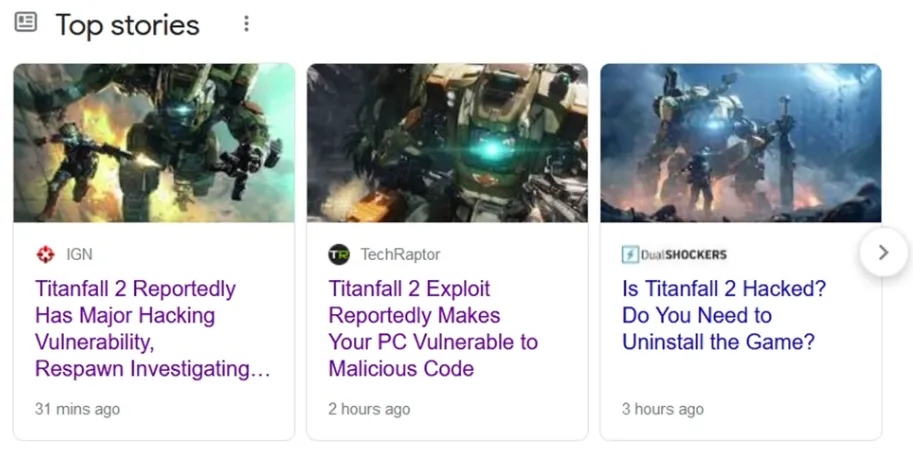 Top stories
IGN
Titanfall 2 Reportedly
Has Major Hacking
Vulnerability,
Respawn Investigating…
31 mins ago
TR TechRaptor
Titanfall 2 Exploit
Reportedly Makes
Your PC Vulnerable to
Malicious Code
2 hours ago
DualSHOCKERS
Is Titanfall 2 Hacked?
Do You Need to
Uninstall the Game?
3 hours ago